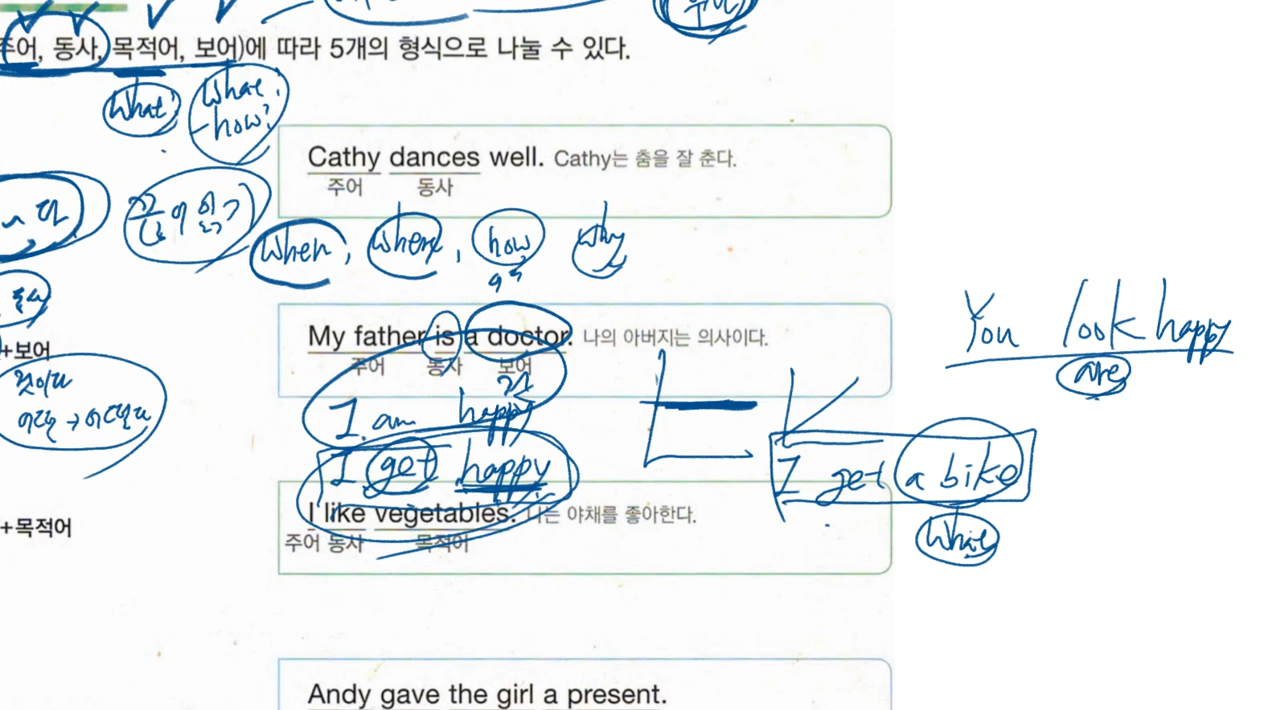 주어, 동사, 목적어, 보어)에 따라 5개의 형식으로 나눌 수 있다.
what?
what?
how?
Cathy dances well. Cathy는 춤을 잘 춘다.
주어 동사
끊어 읽기
when, where, how why
My father is a doctor. 나의 아버지는 의사이다.
주어 동사 보어
+보어
You look happy
are
I am happy
I get happy
I get a bike
what
I like vegetables. 나는 야채를 좋아한다.
주어 동사 목적어
+목적어
Andy gave the girl a present.